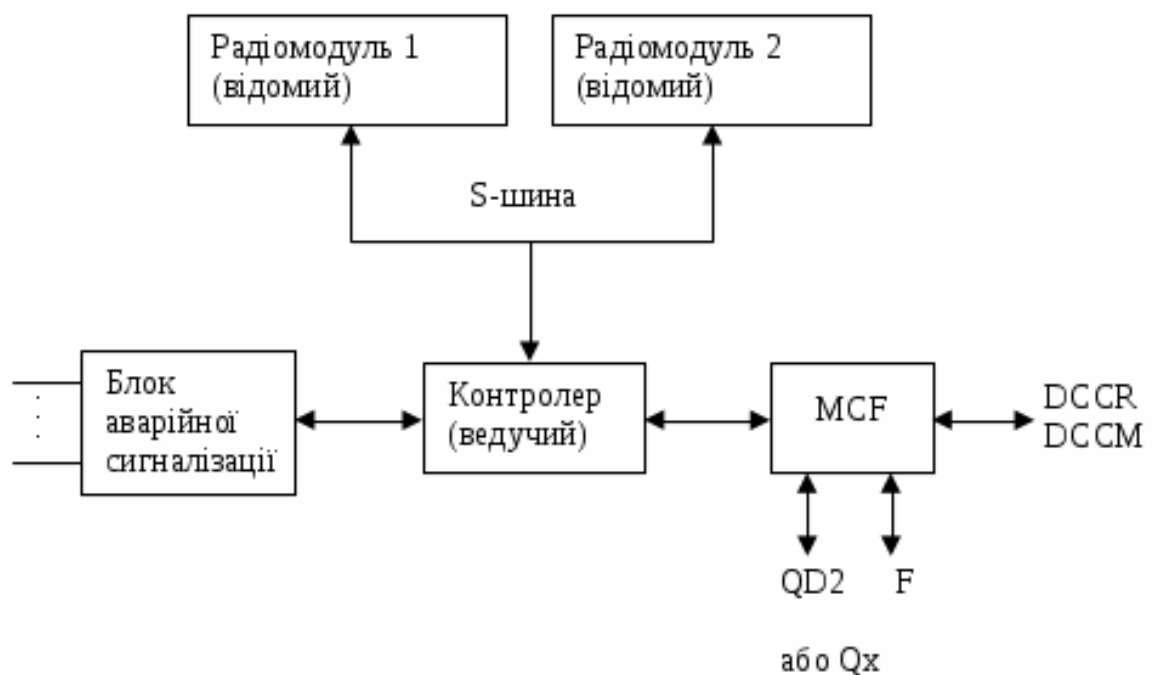 Радіомодуль 1
(відомий)
Радіомодуль 2
(відомий)
S-шина
Блок
аварійної
сигналізації
Контролер
(ведучий)
MCF
DCCR
DCCM
QD2 F
або Qx